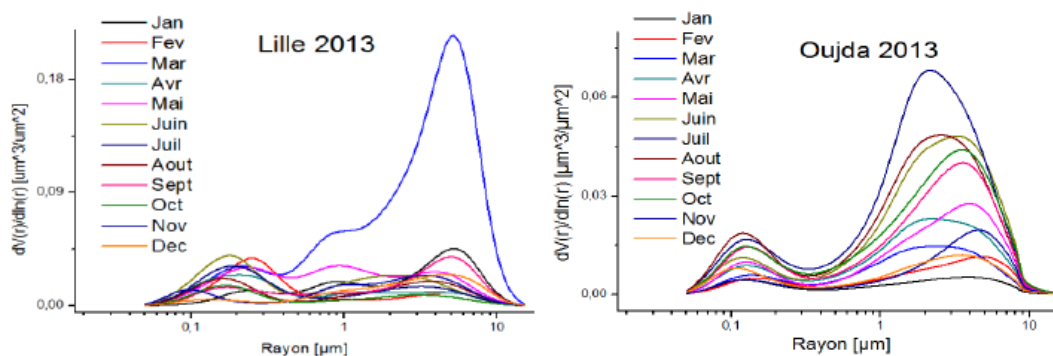 Jan
Fev
Mar
Avr
Mai
Juin
Juil
Aout
Sept
Oct
Nov
Dec
Lille 2013
0,18
0,09
0,00
dV(r)/dln(r) [µm^3/um^2]
0,1
1
10
Rayon [µm]
Jan
Fev
Mar
Avr
Mai
Juin
Juil
Aout
Sept
Oct
Nov
Dec
Oujda 2013
0,06
0,03
0,00
dV(r)/dln(r) [µm^3/µm^2]
0,1
1
10
Rayon [µm]